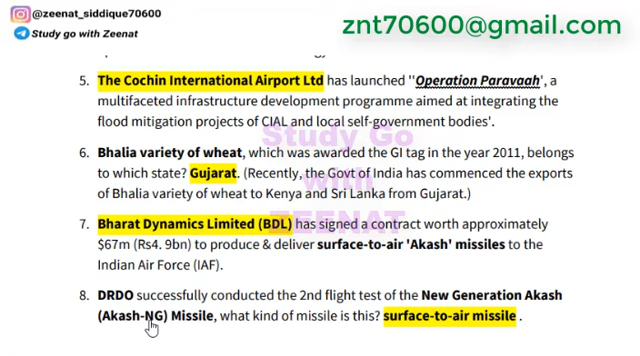 @zeenat_siddique70600
Study go with Zeenat
znt70600@gmail.com
5. The Cochin International Airport Ltd has launched "Operation Paravaah', a
multifaceted infrastructure development programme aimed at integrating the
flood mitigation projects of CIAL and local self-government bodies'.
6. Bhalia variety of wheat, which was awarded the GI tag in the year 2011, belongs
to which state? Gujarat. (Recently, the Govt of India has commenced the exports
of Bhalia variety of wheat to Kenya and Sri Lanka from Gujarat.)
7. Bharat Dynamics Limited (BDL) has signed a contract worth approximately
$67m (Rs4. 9bn) to produce & deliver surface-to-air 'Akash' missiles to the
Indian Air Force (IAF).
8. DRDO successfully conducted the 2nd flight test of the New Generation Akash
(Akash-NG) Missile, what kind of missile is this? surface-to-air missile .
Study Go
with
ZEENAT